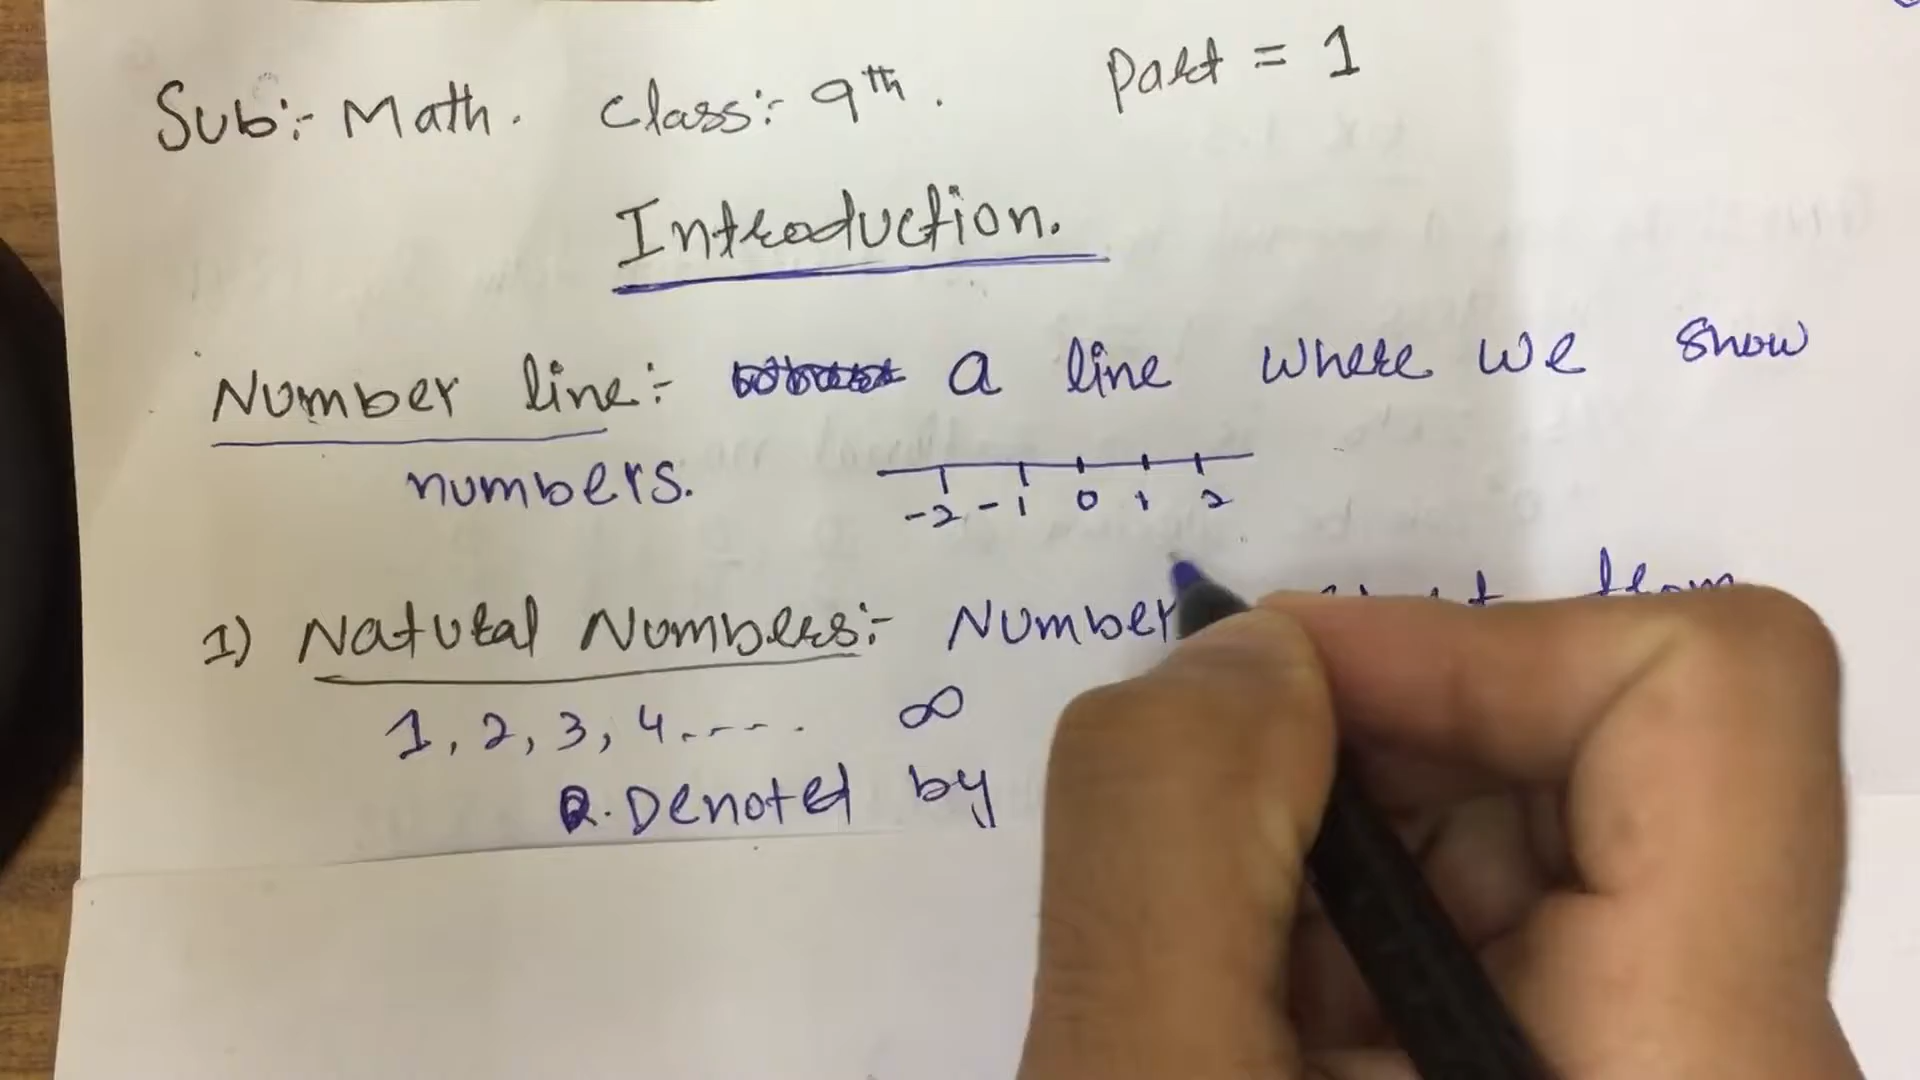 Sub:- Math. Class:- 9th. Part = 1
Introduction.
Number line:- a line where we show
numbers.
-2 -1 0 1 2
1) Natural Numbers:- Number from
1, 2, 3, 4..... ∞
Denoted by